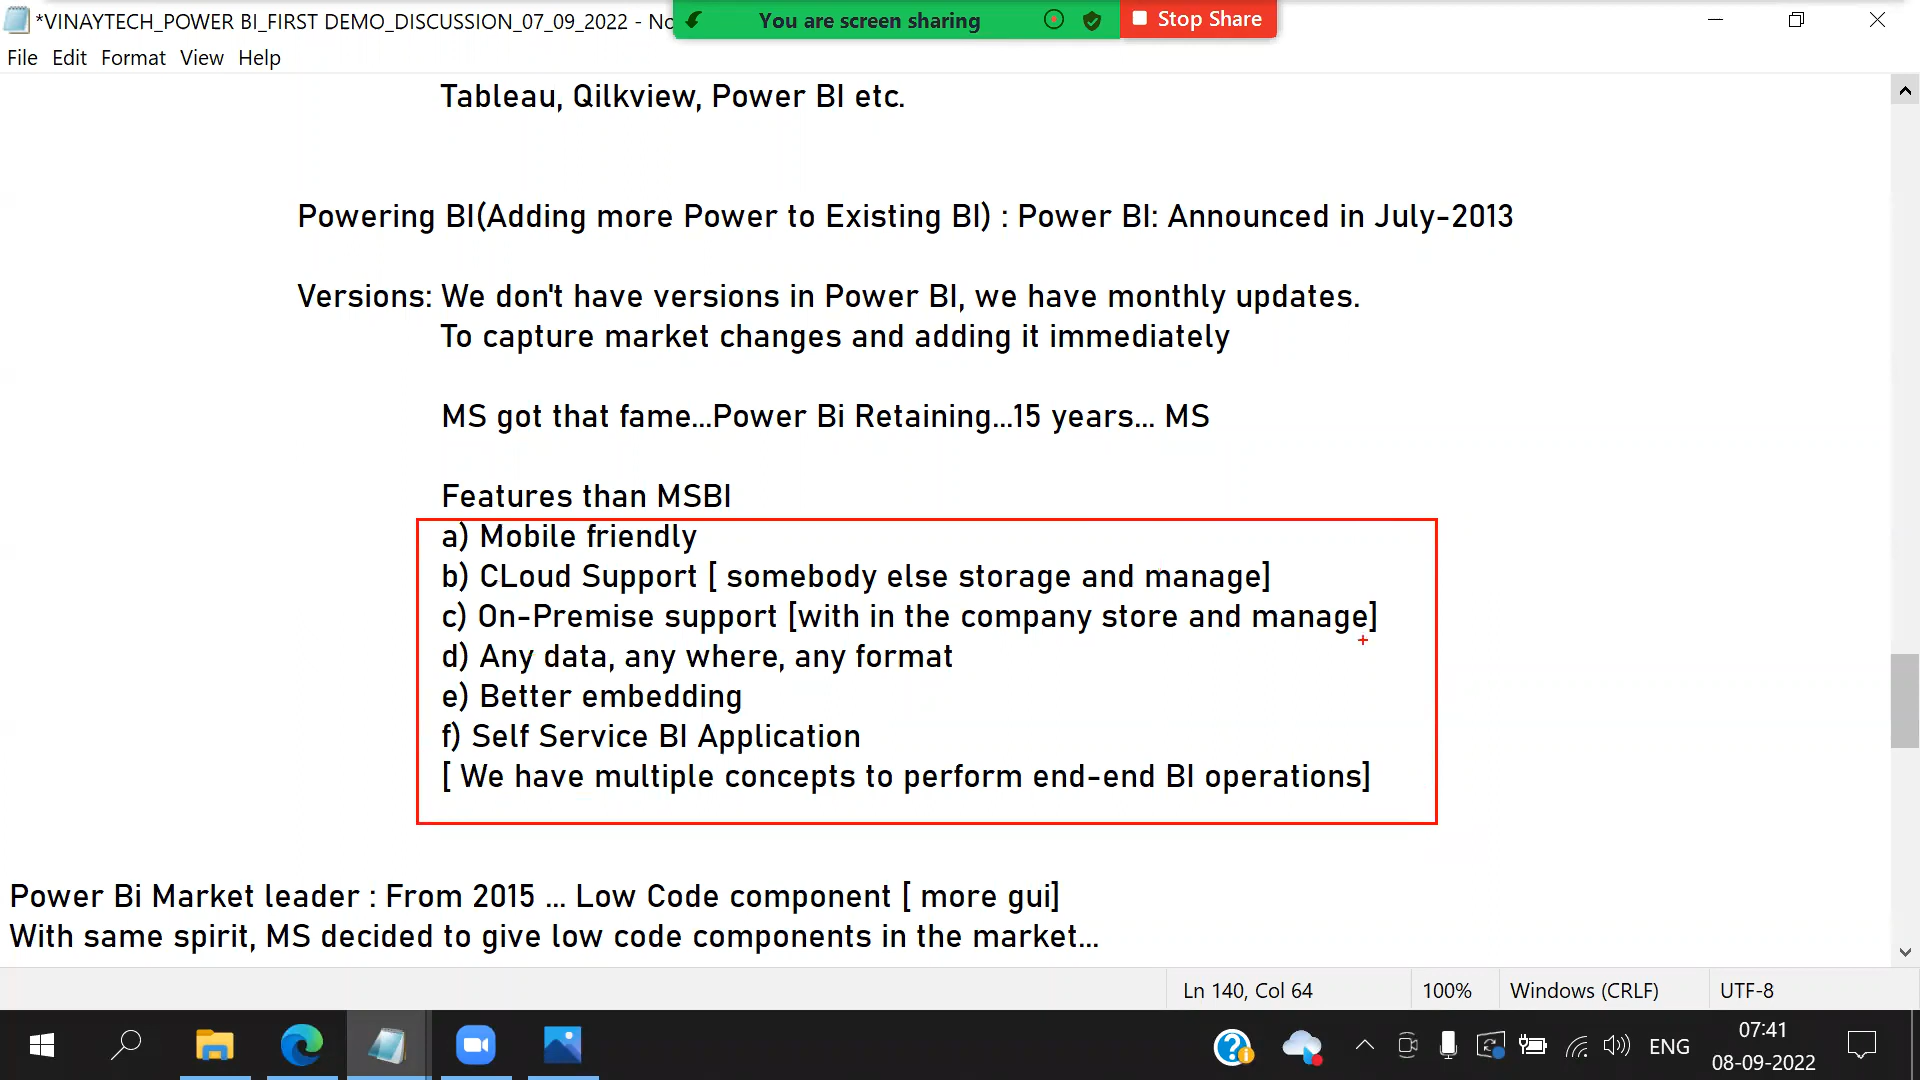 *VINAYTECH_POWER BI_FIRST DEMO_DISCUSSION_07_09_2022 - No
You are screen sharing
Stop Share
File Edit Format View Help
Tableau, Qilkview, Power BI etc.
Powering BI(Adding more Power to Existing BI) : Power BI: Announced in July-2013
Versions: We don't have versions in Power BI, we have monthly updates.
To capture market changes and adding it immediately
MS got that fame...Power Bi Retaining...15 years... MS
Features than MSBI
a) Mobile friendly
b) CLoud Support [ somebody else storage and manage]
c) On-Premise support [with in the company store and manage]
d) Any data, any where, any format
e) Better embedding
f) Self Service BI Application
[ We have multiple concepts to perform end-end BI operations]
Power Bi Market leader : From 2015 ... Low Code component [ more gui]
With same spirit, MS decided to give low code components in the market...
Ln 140, Col 64 100% Windows (CRLF) UTF-8
ENG
07:41
08-09-2022